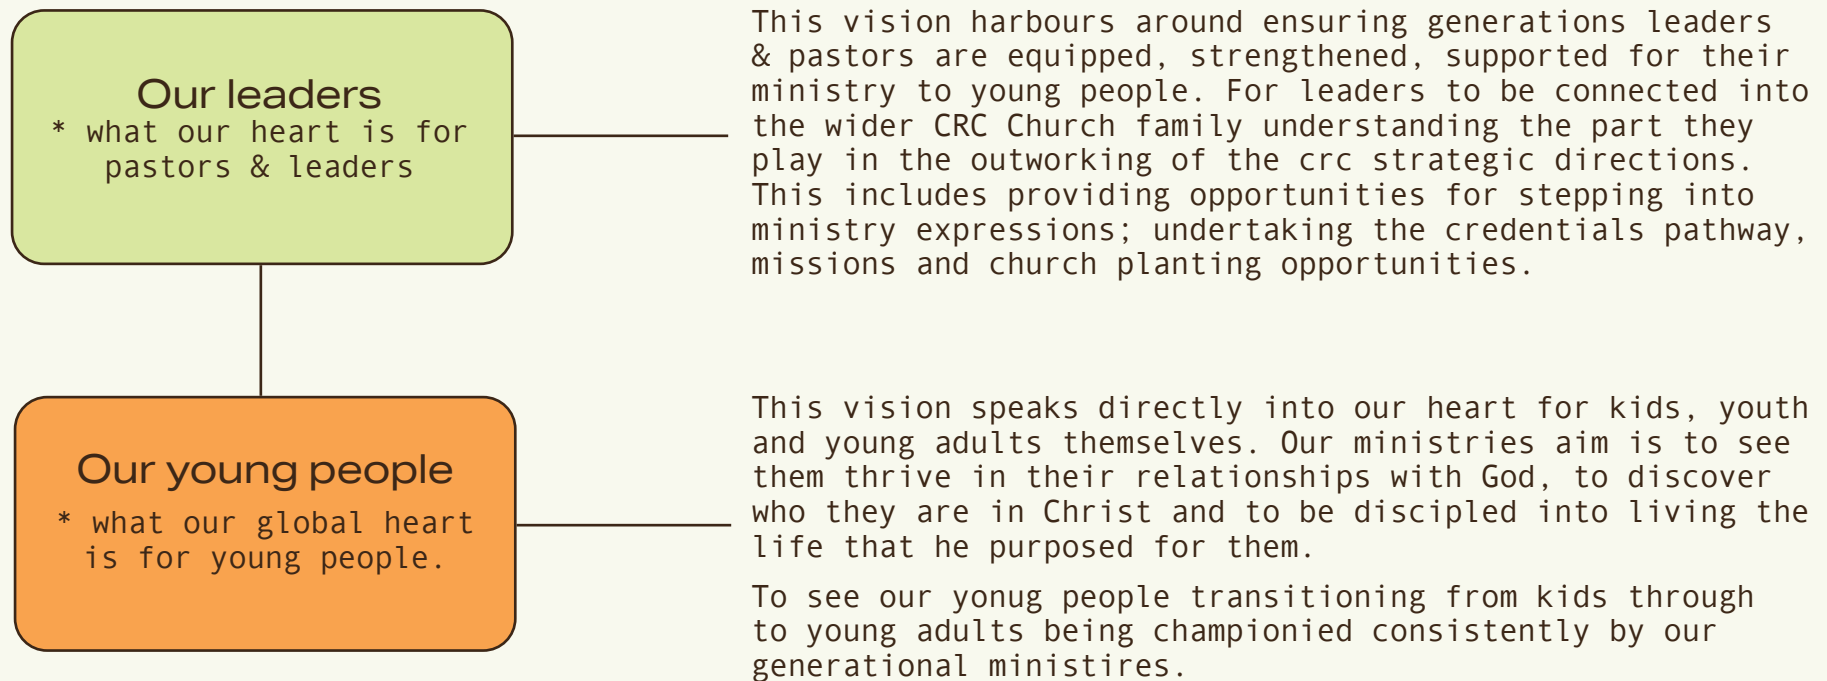 Our leaders
* what our heart is for
pastors & leaders
This vision harbours around ensuring generations leaders
& pastors are equipped, strengthened, supported for their
ministry to young people. For leaders to be connected into
the wider CRC Church family understanding the part they
play in the outworking of the crc strategic directions.
This includes providing opportunities for stepping into
ministry expressions; undertaking the credentials pathway,
missions and church planting opportunities.
Our young people
* what our global heart
is for young people.
This vision speaks directly into our heart for kids, youth
and young adults themselves. Our ministries aim is to see
them thrive in their relationships with God, to discover
who they are in Christ and to be discipled into living the
life that he purposed for them.
To see our yonug people transitioning from kids through
to young adults being championied consistently by our
generational ministires.